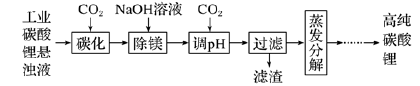 CO₂ NaOH溶液 CO₂
工业碳酸锂悬浊液
碳化
除镁
调pH
过滤
蒸发分解
……
高纯碳酸锂
滤渣